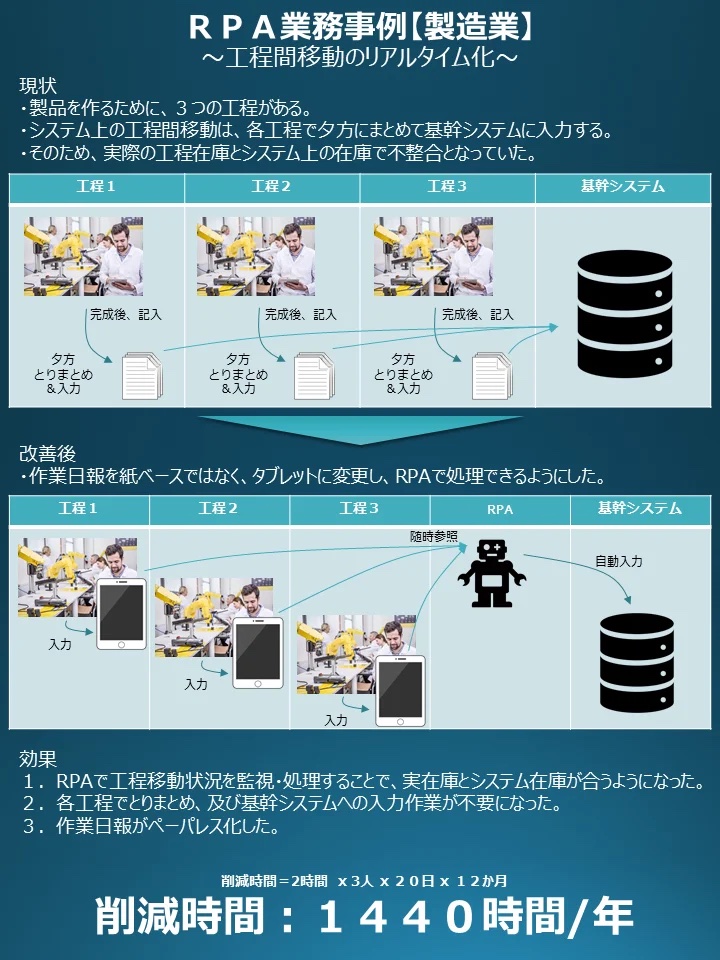 ＲＰＡ業務事例【製造業】
～工程間移動のリアルタイム化～
現状
・製品を作るために、３つの工程がある。
・システム上の工程間移動は、各工程で夕方にまとめて基幹システムに入力する。
・そのため、実際の工程在庫とシステム上の在庫で不整合となっていた。
工程１
工程２
工程３
基幹システム
完成後、記入
完成後、記入
完成後、記入
夕方
とりまとめ
＆入力
夕方
とりまとめ
＆入力
夕方
とりまとめ
＆入力
改善後
・作業日報を紙ベースではなく、タブレットに変更し、RPAで処理できるようにした。
工程１
工程２
工程３
RPA
基幹システム
随時参照
自動入力
入力
入力
入力
効果
１．RPAで工程移動状況を監視・処理することで、実在庫とシステム在庫が合うようになった。
２．各工程でとりまとめ、及び基幹システムへの入力作業が不要になった。
３．作業日報がペーパレス化した。
削減時間＝2時間 ｘ3人ｘ２０日ｘ１２か月
削減時間：１４４０時間/年